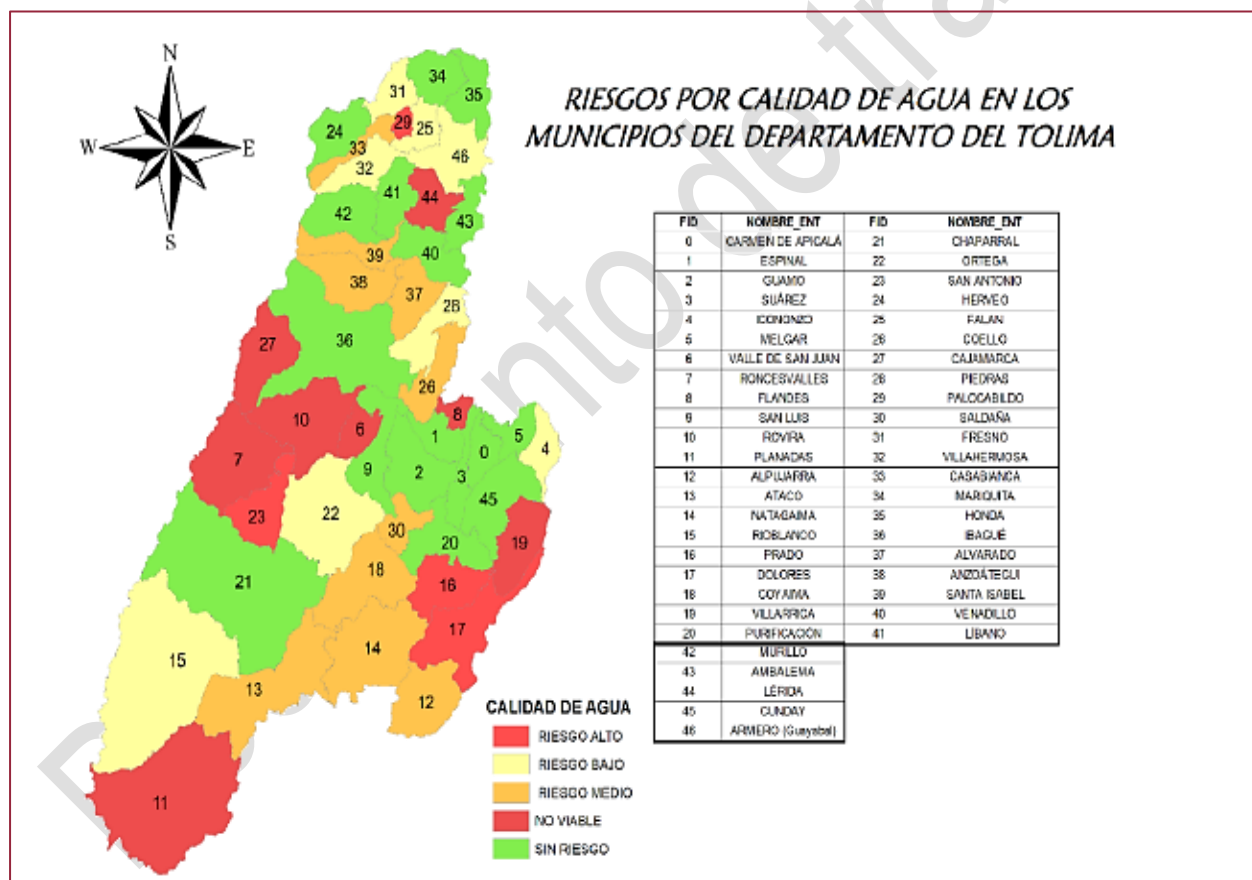 N
W
E
S
RIESGOS POR CALIDAD DE AGUA EN LOS
MUNICIPIOS DEL DEPARTAMENTO DEL TOLIMA
34
31
35
24
29
25
33
46
32
41
44
42
43
40
39
38
37
28
27
36
26
10
8
6
1
5
0
4
7
9
2
3
45
22
23
30
19
20
18
21
16
17
14
15
13
12
11
CALIDAD DE AGUA
RIESGO ALTO
RIESGO BAJO
RIESGO MEDIO
NO VIABLE
SIN RIESGO
FID NOMBRE_ENT FID NOMBRE_ENT
0 CARMEN DE APICALÁ 21 CHAPARRAL
1 ESPINAL 22 ORTEGA
2 GUAMO 23 SAN ANTONIO
3 SUÁREZ 24 HERVEO
4 ICONONZO 25 FALAN
5 MELGAR 26 COELLO
6 VALLE DE SAN JUAN 27 CAJAMARCA
7 RONCESVALLES 28 PIEDRAS
8 FLANDES 29 PALOCABILDO
9 SAN LUIS 30 SALDAÑA
10 ROVIRA 31 FRESNO
11 PLANADAS 32 VILLAHERMOSA
12 ALPUJARRA 33 CASABIANCA
13 ATACO 34 MARIQUITA
14 NATAGAIMA 35 HONDA
15 RIOBLANCO 36 IBAGUÉ
16 PRADO 37 ALVARADO
17 DOLORES 38 ANZOÁTEGUI
18 COYAIMA 39 SANTA ISABEL
19 VILLARRICA 40 VENADILLO
20 PURIFICACIÓN 41 LÍBANO
42 MURILLO
43 AMBALEMA
44 LÉRIDA
45 CUNDAY
46 ARMERO (Guayabal)